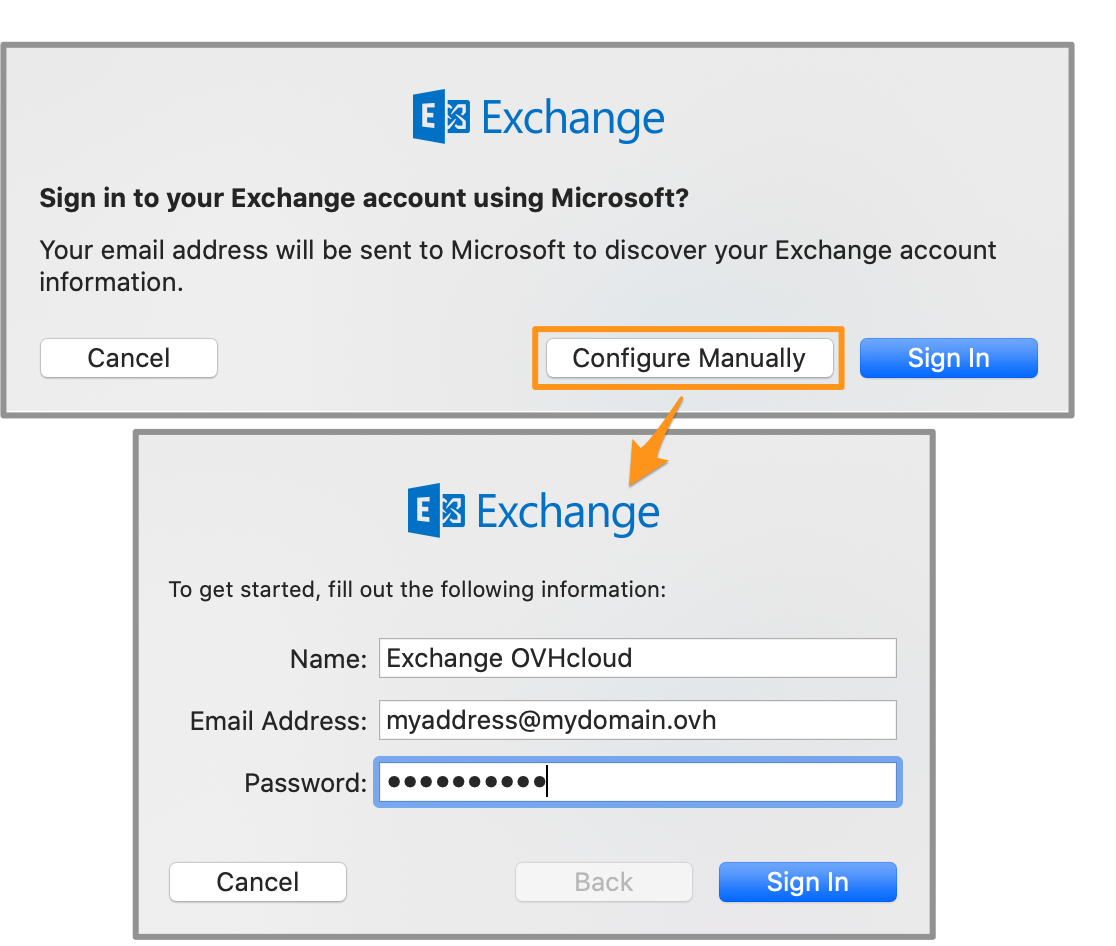 Exchange
Sign in to your Exchange account using Microsoft?
Your email address will be sent to Microsoft to discover your Exchange account
information.
Cancel
Configure Manually
Sign In
Exchange
To get started, fill out the following information:
Name: Exchange OVHcloud
Email Address: myaddress@mydomain.ovh
Password: ●●●●●●●●●●
Cancel
Back
Sign In